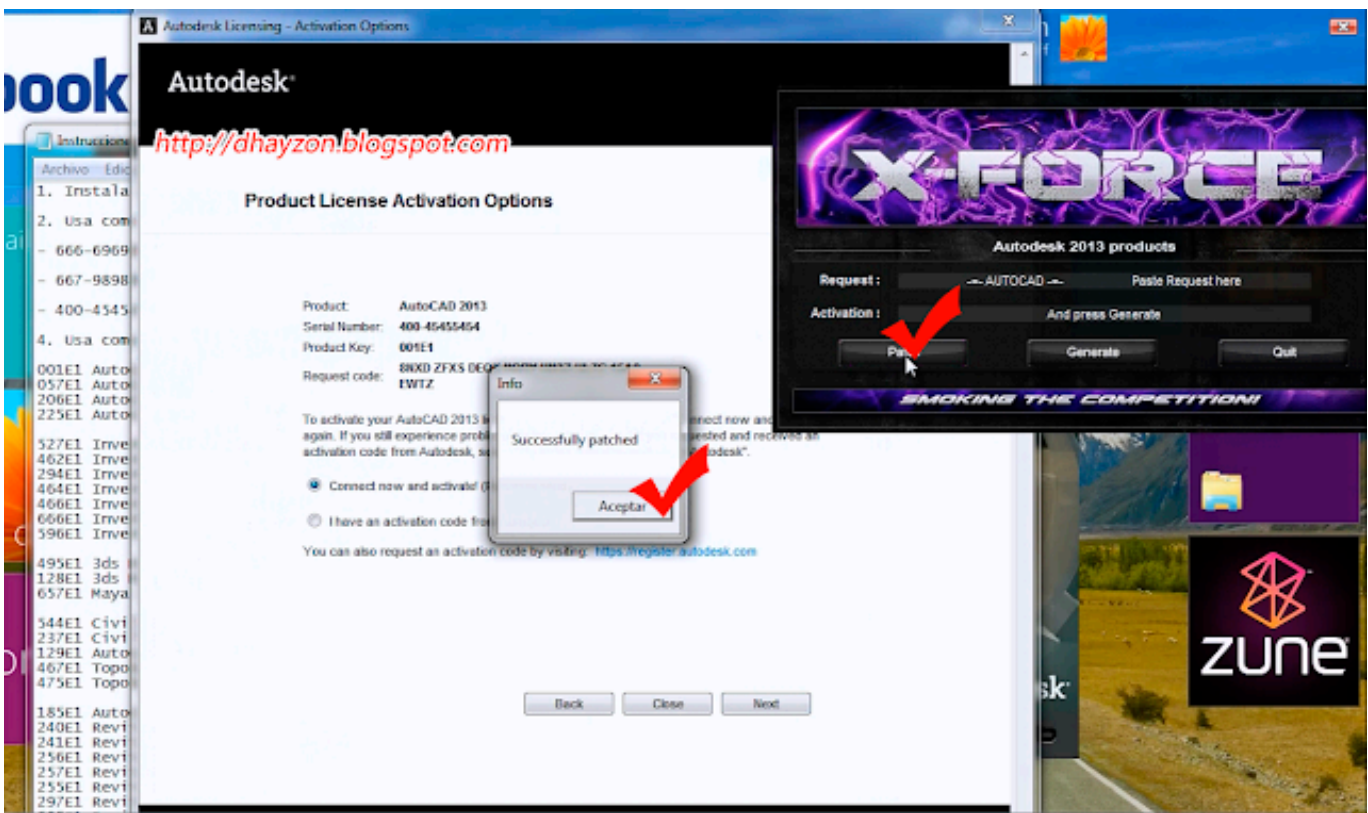 Autodesk Licensing - Activation Options
book
Autodesk
http://dhayzon.blogspot.com
Archivo
1. Instala
2. Usa com
- 666-6969
- 667-9898
- 400-4545
4. Usa com
001E1 Auto
057E1 Auto
206E1 Auto
225E1 Auto
527E1 Inve
462E1 Inve
294E1 Inve
464E1 Inve
466E1 Inve
666E1 Inve
596E1 Inve
495E1 3ds
128E1 3ds
657E1 Maya
544E1 Civi
237E1 Civi
129E1 Auto
467E1 Topo
475E1 Topo
185E1 Auto
240E1 Revi
241E1 Revi
256E1 Revi
257E1 Revi
255E1 Revi
297E1 Revi
Product License Activation Options
Product: AutoCAD 2013
Serial Number: 400-45455454
Product Key: 001E1
Request code: 8NXD ZFXS
EWTZ
To activate your AutoCAD 2013
again. If you still experience
activation code from Autodesk,
Connect now and activate!
I have an activation code
You can also request an activation code by visiting: https://register.autodesk.com
Back Close Next
Info
Successfully patched
Aceptar
X-FORCE
Autodesk 2013 products
Request : AUTOCAD Paste Request here
Activation : And press Generate
Generate Quit
SMOKING THE COMPETITION!
zune